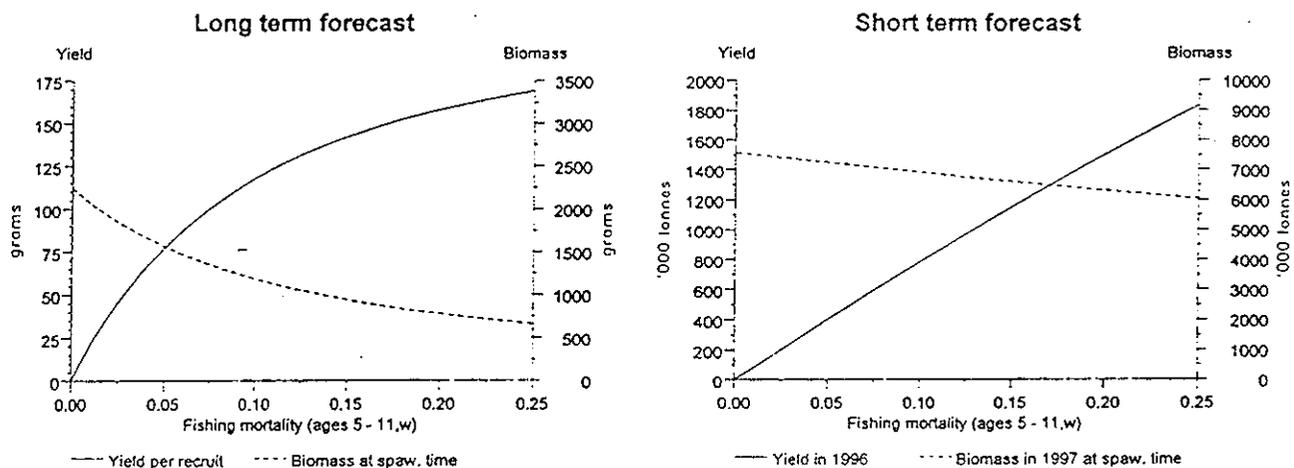 Long term forecast
Yield
Biomass
175
150
125
100
75
50
25
0
grams
3500
3000
2500
2000
1500
1000
500
0
grams
0.00 0.05 0.10 0.15 0.20 0.25
Fishing mortality (ages 5 - 11,w)
Yield per recruit
Biomass at spaw. time
Short term forecast
Yield
Biomass
2000
1800
1600
1400
1200
1000
800
600
400
200
0
'000 tonnes
10000
9000
8000
7000
6000
5000
4000
3000
2000
1000
0
'000 tonnes
0.00 0.05 0.10 0.15 0.20 0.25
Fishing mortality (ages 5 - 11,w)
Yield in 1996
Biomass in 1997 at spaw. time